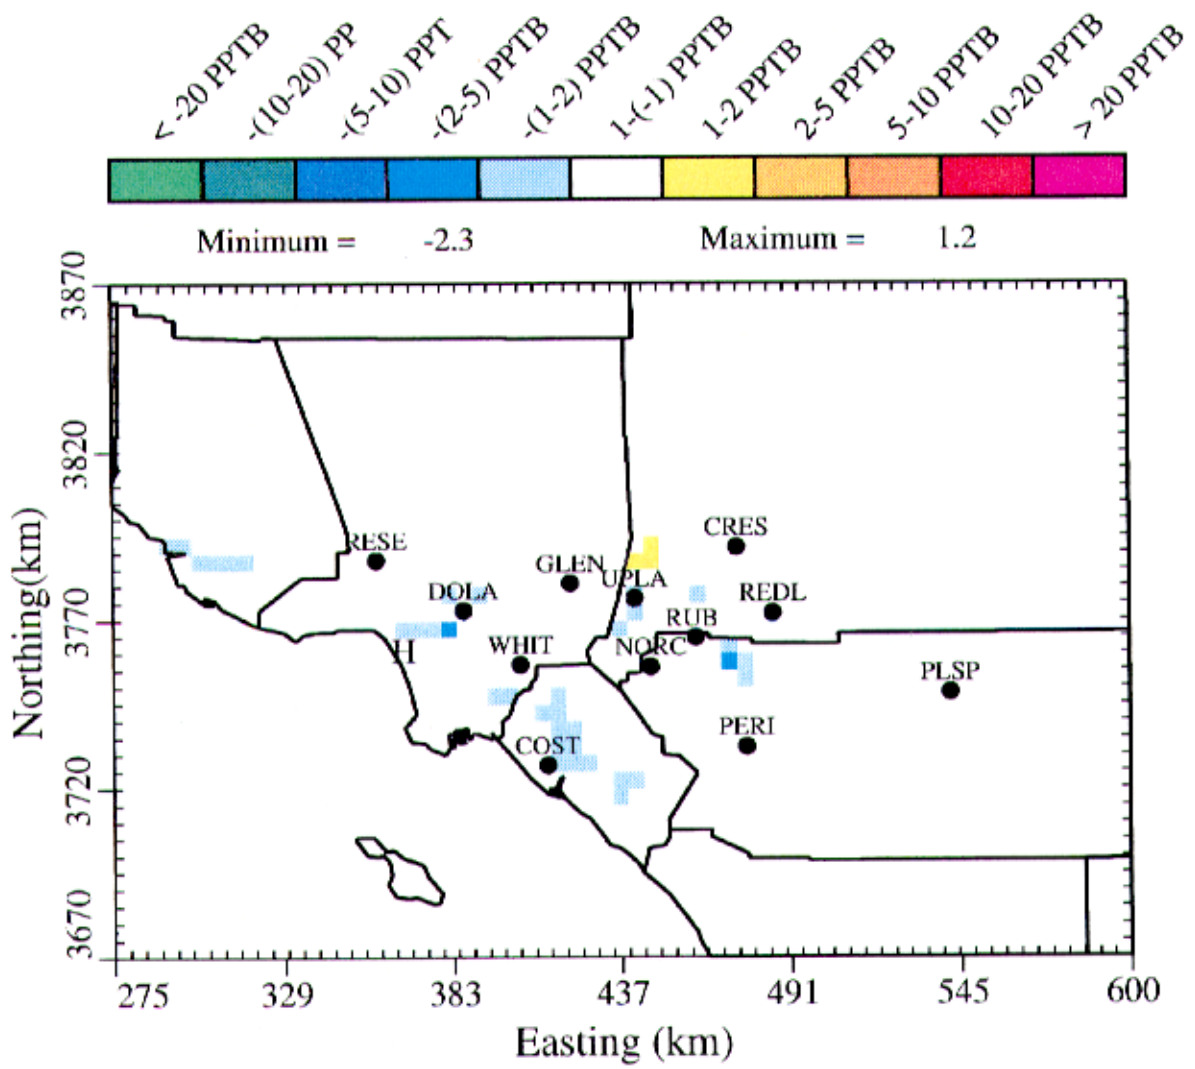 < -20 PPTB
-(10-20) PP
-(5-10) PPT
-(2-5) PPTB
-(1-2) PPTB
1-(-1) PPTB
1-2 PPTB
2-5 PPTB
5-10 PPTB
10-20 PPTB
> 20 PPTB
Minimum = -2.3 Maximum = 1.2
3870
3820
3770
3720
3670
Northing(km)
CRES
RESE
GLEN
UPLA
DOLA
REDL
RUB
H
WHIT
NORC
PLSP
PERI
COST
275 329 383 437 491 545 600
Easting (km)